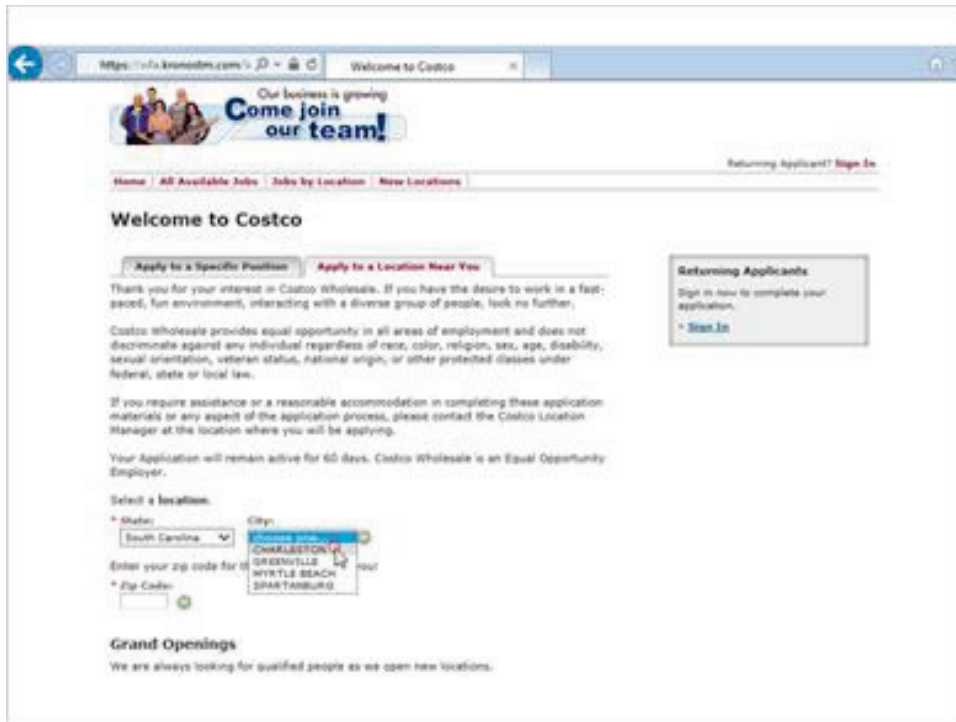 Welcome to Costco
Our business is growing
Come join
our team!
Returning Applicant? Sign In
Home | All Available Jobs | Jobs by Location | New Locations
Welcome to Costco
Apply to a Specific Position
Apply to a Location Near You
Thank you for your interest in Costco Wholesale. If you have the desire to work in a fast-
paced, fun environment, interacting with a diverse group of people, look no further.
Costco Wholesale provides equal opportunity in all areas of employment and does not
discriminate against any individual regardless of race, color, religion, sex, age, disability,
sexual orientation, veteran status, national origin, or other protected classes under
federal, state or local law.
If you require assistance or a reasonable accommodation in completing these application
materials or any aspect of the application process, please contact the Costco Location
Manager at the location where you will be applying.
Your Application will remain active for 60 days. Costco Wholesale is an Equal Opportunity
Employer.
Returning Applicants
Sign in now to complete your
application.
Sign In
Select a location.
* State:
City:
South Carolina
choose one...
CHARLESTON
GREENVILLE
MYRTLE BEACH
SPARTANBURG
Enter your zip code for
you!
* Zip Code:
Grand Openings
We are always looking for qualified people as we open new locations.